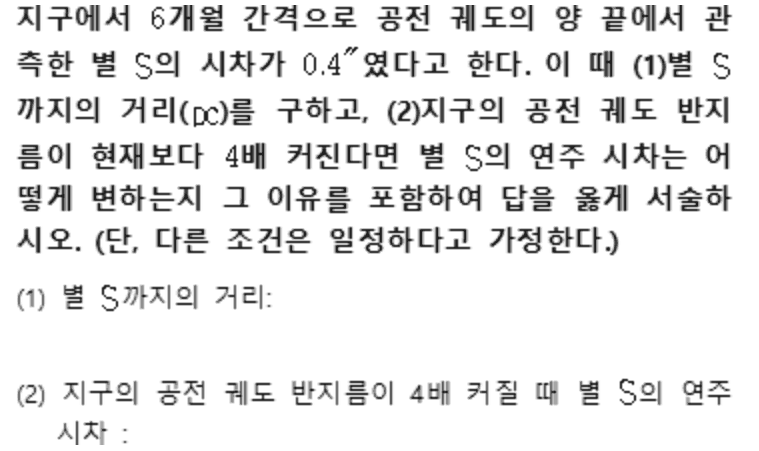 지구에서 6개월 간격으로 공전 궤도의 양 끝에서 관
측한 별 S의 시차가 0.4″였다고 한다. 이 때 (1)별 S
까지의 거리(pc)를 구하고, (2)지구의 공전 궤도 반지
름이 현재보다 4배 커진다면 별 S의 연주 시차는 어
떻게 변하는지 그 이유를 포함하여 답을 옳게 서술하
시오. (단, 다른 조건은 일정하다고 가정한다.)
(1) 별 S까지의 거리:
(2) 지구의 공전 궤도 반지름이 4배 커질 때 별 S의 연주
시차 :